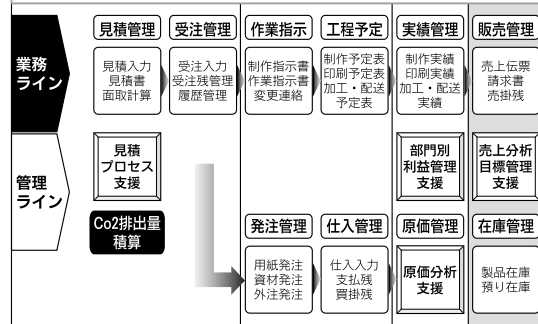 業務
ライン
見積管理
受注管理
作業指示
工程予定
実績管理
販売管理
見積入力
見積書
面取計算
受注入力
受注残管理
履歴管理
制作指示書
作業指示書
変更連絡
制作予定表
印刷予定表
加工・配送
予定表
制作実績
印刷実績
加工・配送
実績
売上伝票
請求書
売掛残
管理
ライン
見積
プロセス
支援
部門別
利益管理
支援
売上分析
目標管理
支援
Co2排出量
積算
発注管理
仕入管理
原価管理
在庫管理
用紙発注
資材発注
外注発注
仕入入力
支払残
買掛残
原価分析
支援
製品在庫
預り在庫